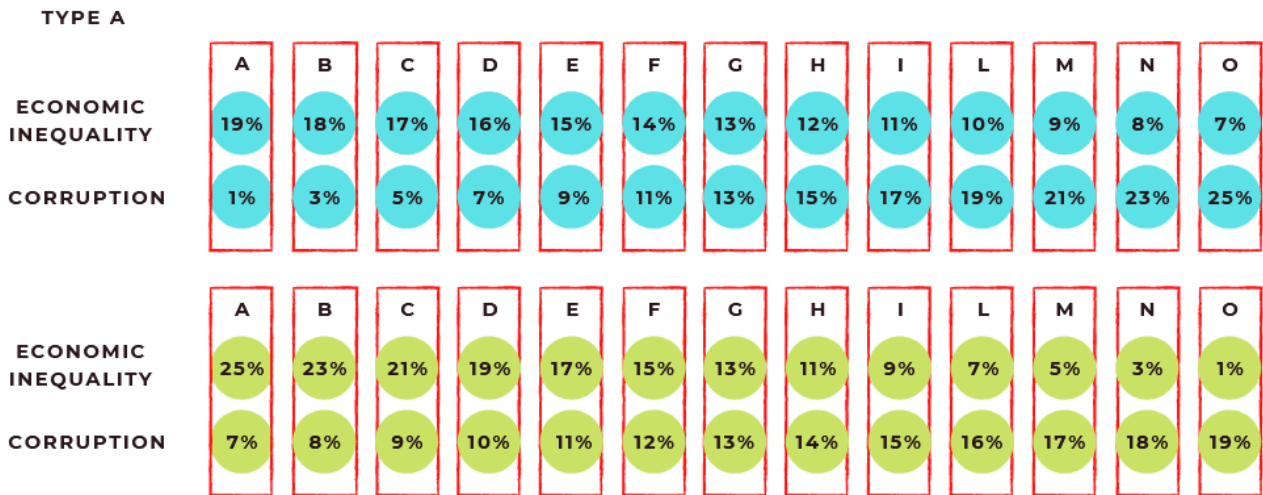 TYPE A
A B C D E F G H I L M N O
ECONOMIC
INEQUALITY
19% 18% 17% 16% 15% 14% 13% 12% 11% 10% 9% 8% 7%
CORRUPTION
1% 3% 5% 7% 9% 11% 13% 15% 17% 19% 21% 23% 25%
A B C D E F G H I L M N O
ECONOMIC
INEQUALITY
25% 23% 21% 19% 17% 15% 13% 11% 9% 7% 5% 3% 1%
CORRUPTION
7% 8% 9% 10% 11% 12% 13% 14% 15% 16% 17% 18% 19%